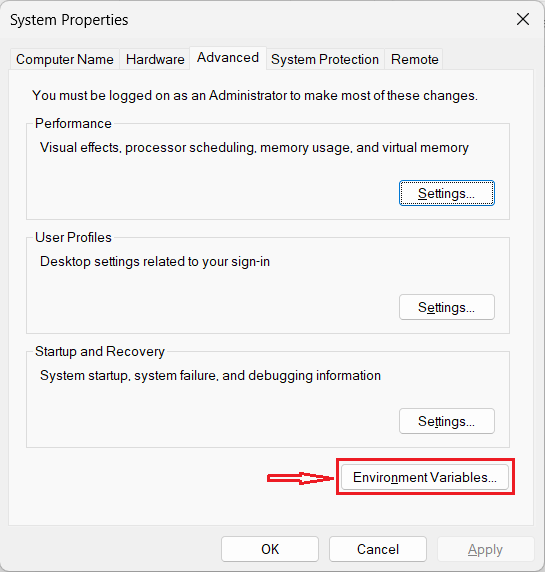 System Properties
Computer Name
Hardware
Advanced
System Protection
Remote
You must be logged on as an Administrator to make most of these changes.
Performance
Visual effects, processor scheduling, memory usage, and virtual memory
Settings...
User Profiles
Desktop settings related to your sign-in
Settings...
Startup and Recovery
System startup, system failure, and debugging information
Settings...
Environment Variables...
OK
Cancel
Apply